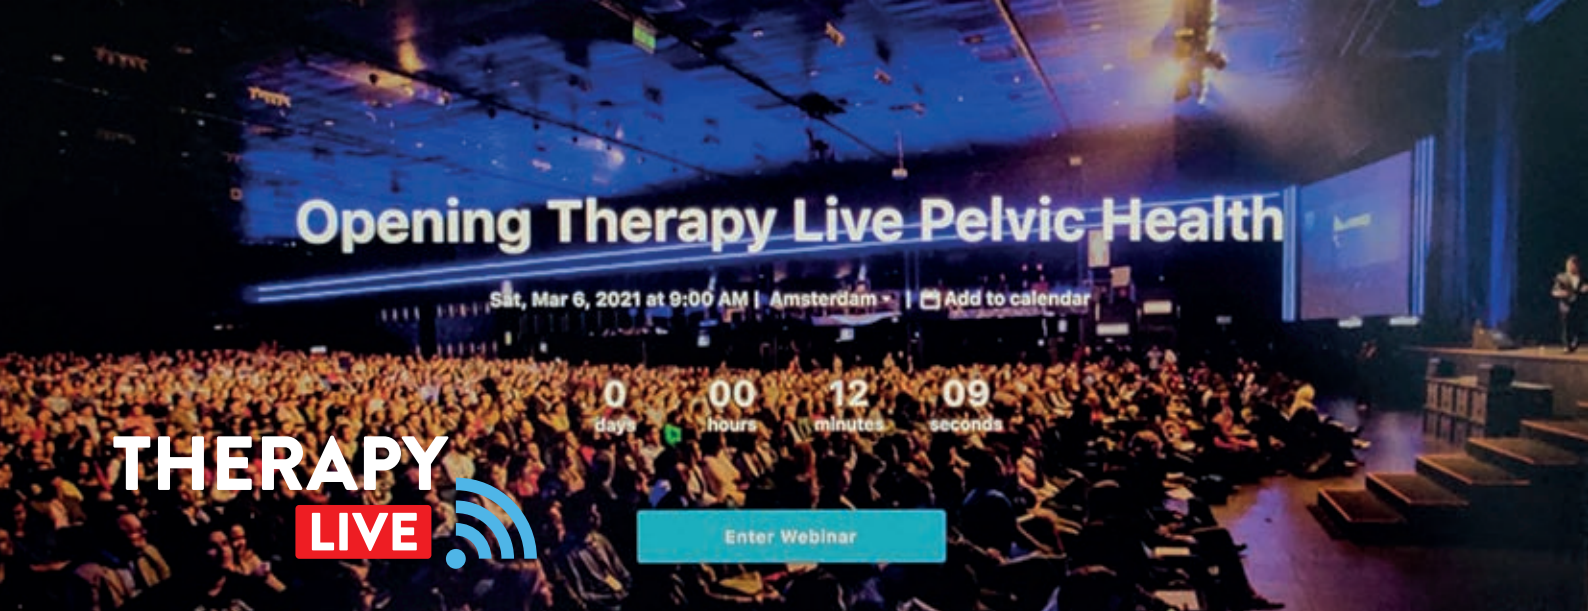 Opening Therapy Live Pelvic Health
Sat, Mar 6, 2021 at 9:00 AM | Amsterdam | Add to calendar
0 00 12 09
days hours minutes seconds
THERAPY
LIVE
Enter Webinar